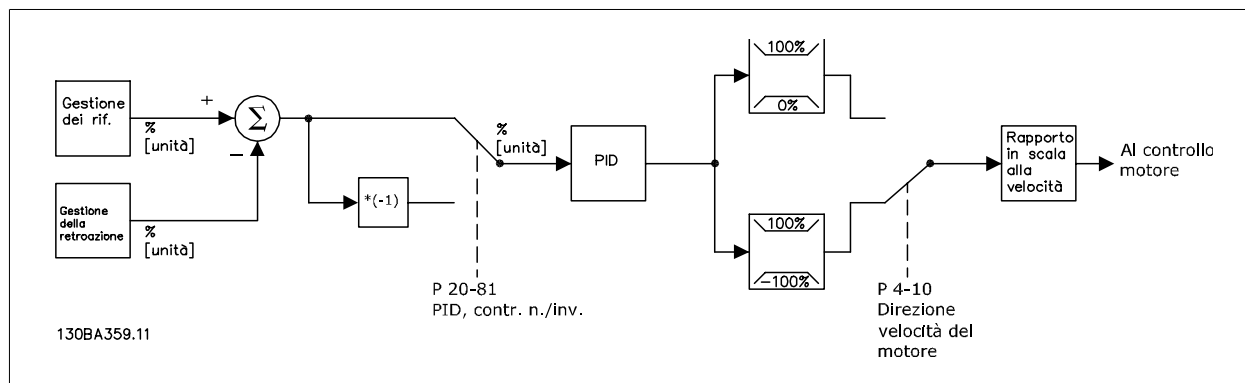 Gestione
dei rif.
+
%
[unità]
Σ
−
Gestione
della
retroazione
%
[unità]
*(-1)
P 20-81
PID, contr. n./inv.
%
[unità]
PID
100%
0%
100%
-100%
P 4-10
Direzione
velocità del
motore
Rapporto
in scala
alla
velocità
Al controllo
motore
130BA359.11